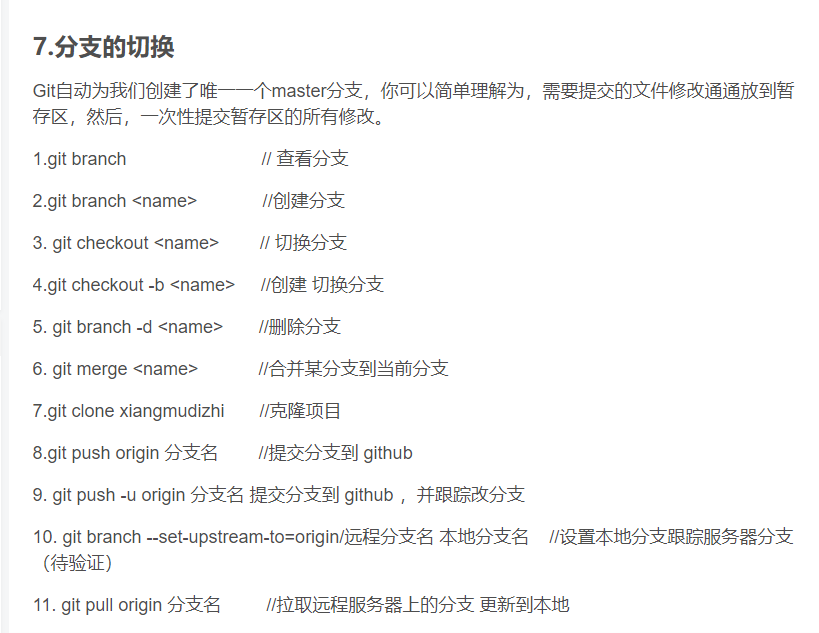 7.分支的切换
Git自动为我们创建了唯一一个master分支，你可以简单理解为，需要提交的文件修改通通放到暂
存区，然后，一次性提交暂存区的所有修改。
1.git branch // 查看分支
2.git branch <name> //创建分支
3. git checkout <name> // 切换分支
4.git checkout -b <name> //创建 切换分支
5. git branch -d <name> //删除分支
6. git merge <name> //合并某分支到当前分支
7.git clone xiangmudizhi //克隆项目
8.git push origin 分支名 //提交分支到 github
9. git push -u origin 分支名 提交分支到 github ，并跟踪改分支
10. git branch --set-upstream-to=origin/远程分支名 本地分支名 //设置本地分支跟踪服务器分支
（待验证）
11. git pull origin 分支名 //拉取远程服务器上的分支 更新到本地